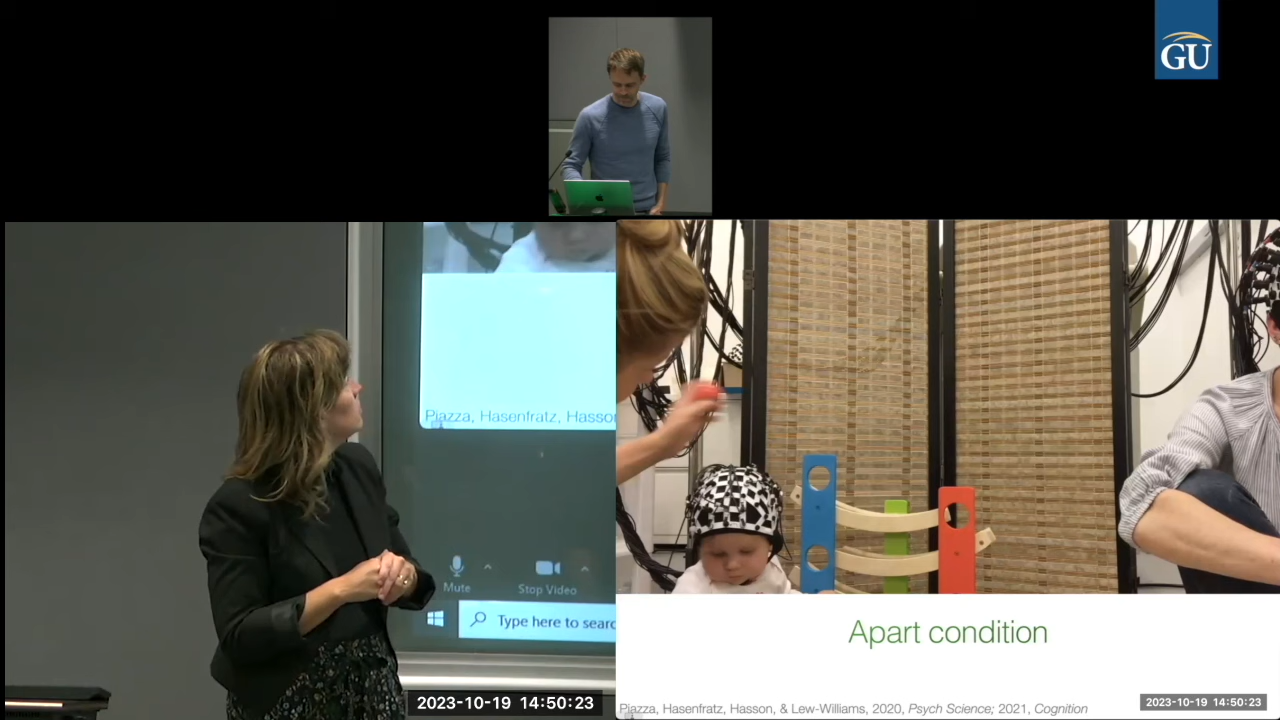 GU
Piazza, Hasenfratz, Hasso
Mute
Stop Video
Type here to searc
2023-10-19 14:50:23
Apart condition
Piazza, Hasenfratz, Hasson, & Lew-Williams, 2020, Psych Science; 2021, Cognition
2023-10-19 14:50:23